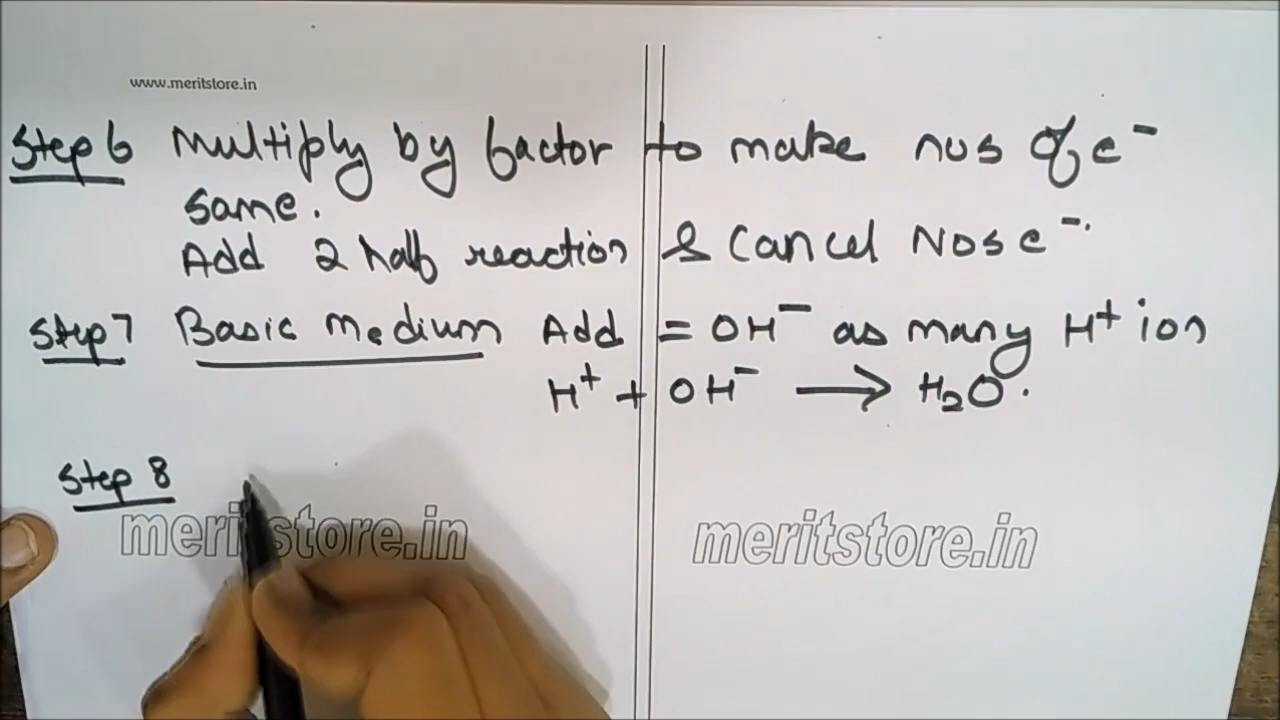 www.meritstore.in
Step 6 Multiply by factor to make nos of e⁻
same.
Add 2 half reaction & Cancel Nos e⁻.
Step 7 Basic Medium Add = OH⁻ as many H⁺ ion
H⁺ + OH⁻ → H₂O.
Step 8
meritstore.in meritstore.in